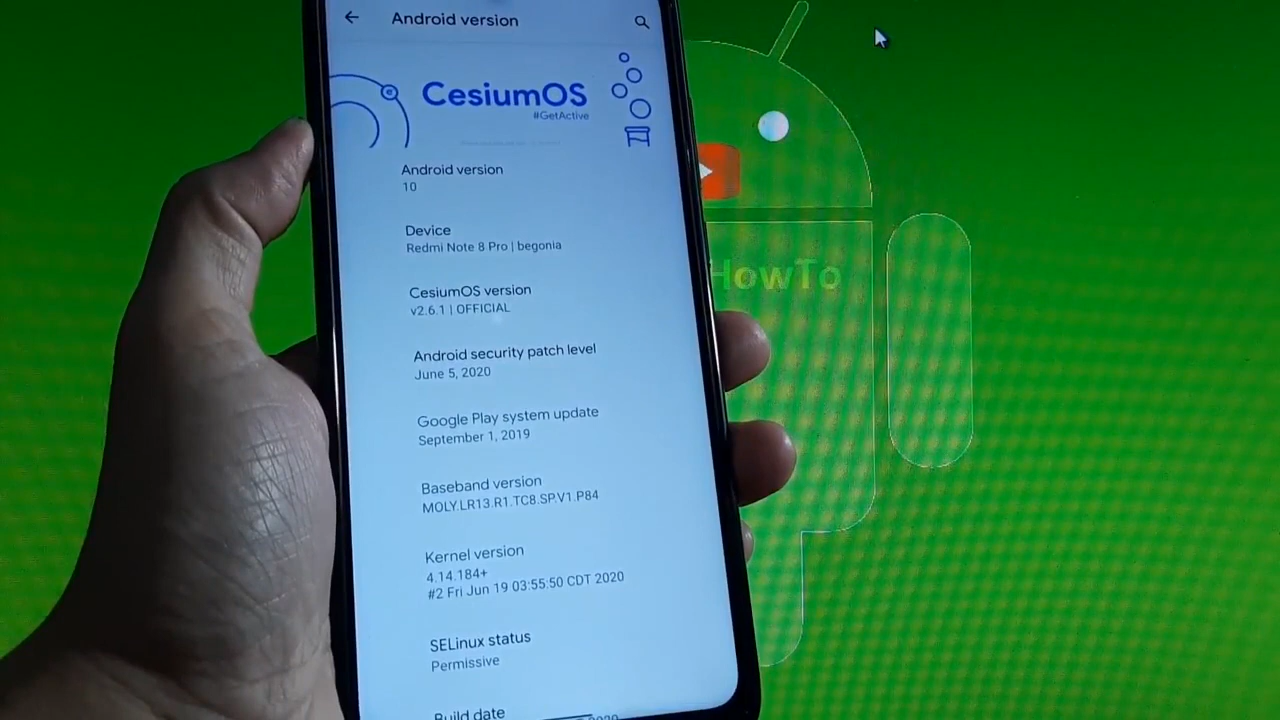 Android version
CesiumOS
#GetActive
Android version
10
Device
Redmi Note 8 Pro | begonia
CesiumOS version
v2.6.1 | OFFICIAL
Android security patch level
June 5, 2020
Google Play system update
September 1, 2019
Baseband version
MOLY.LR13.R1.TC8.SP.V1.P84
Kernel version
4.14.184+
#2 Fri Jun 19 03:55:50 CDT 2020
SELinux status
Permissive
Build date
2020
HowTo